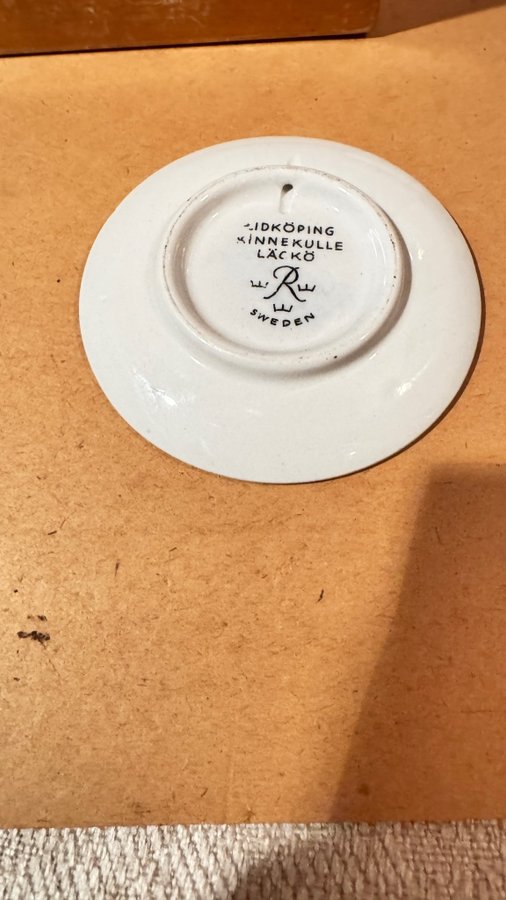 LIDKÖPING
KINNEKULLE
LÄCKÖ
R
SWEDEN